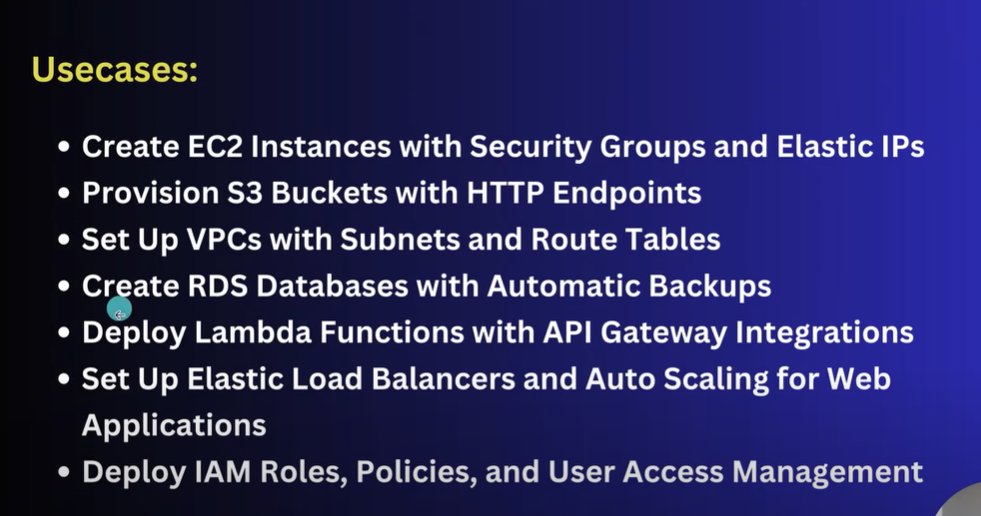 Usecases:
• Create EC2 Instances with Security Groups and Elastic IPs
• Provision S3 Buckets with HTTP Endpoints
• Set Up VPCs with Subnets and Route Tables
• Create RDS Databases with Automatic Backups
• Deploy Lambda Functions with API Gateway Integrations
• Set Up Elastic Load Balancers and Auto Scaling for Web
Applications
• Deploy IAM Roles, Policies, and User Access Management